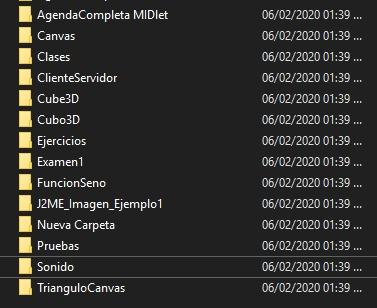 AgendaCompleta MIDlet 06/02/2020 01:39 ...
Canvas 06/02/2020 01:39 ...
Clases 06/02/2020 01:39 ...
ClienteServidor 06/02/2020 01:39 ...
Cube3D 06/02/2020 01:39 ...
Cubo3D 06/02/2020 01:39 ...
Ejercicios 06/02/2020 01:39 ...
Examen1 06/02/2020 01:39 ...
FuncionSeno 06/02/2020 01:39 ...
J2ME_Imagen_Ejemplo1 06/02/2020 01:39 ...
Nueva Carpeta 06/02/2020 01:39 ...
Pruebas 06/02/2020 01:39 ...
Sonido 06/02/2020 01:39 ...
TrianguloCanvas 06/02/2020 01:39 ...